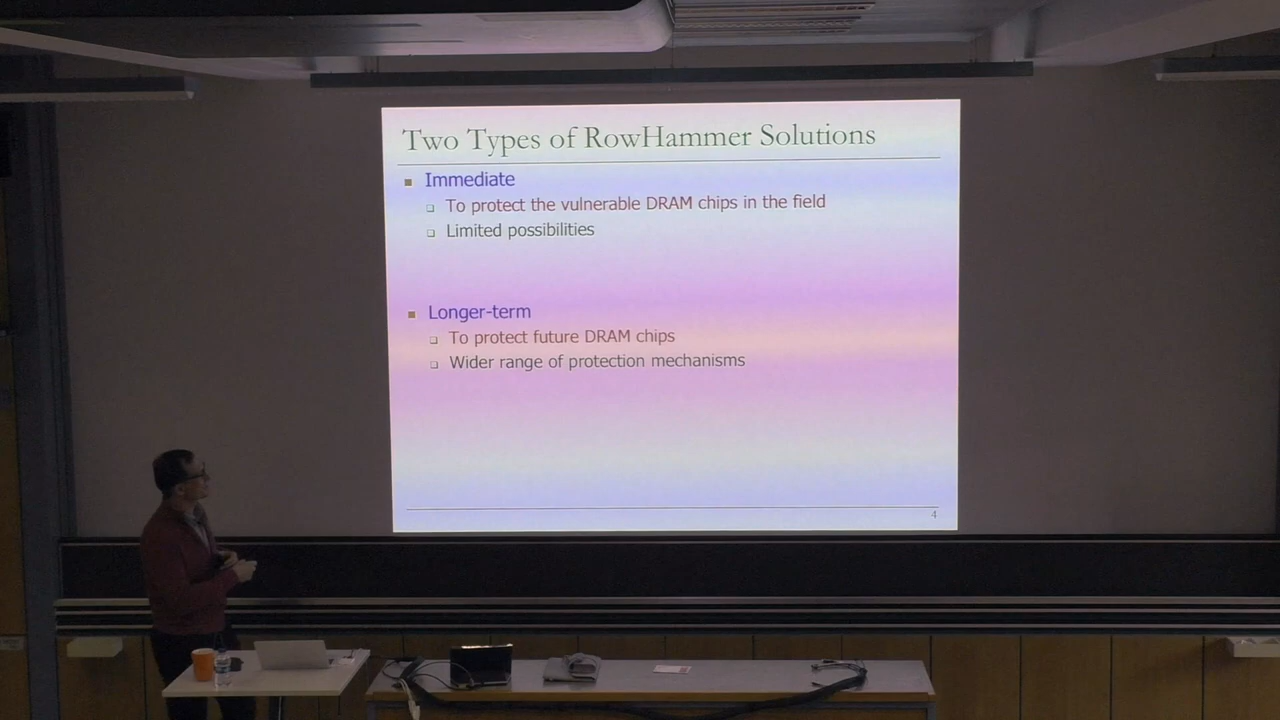 Two Types of RowHammer Solutions
Immediate
To protect the vulnerable DRAM chips in the field
Limited possibilities
Longer-term
To protect future DRAM chips
Wider range of protection mechanisms
4